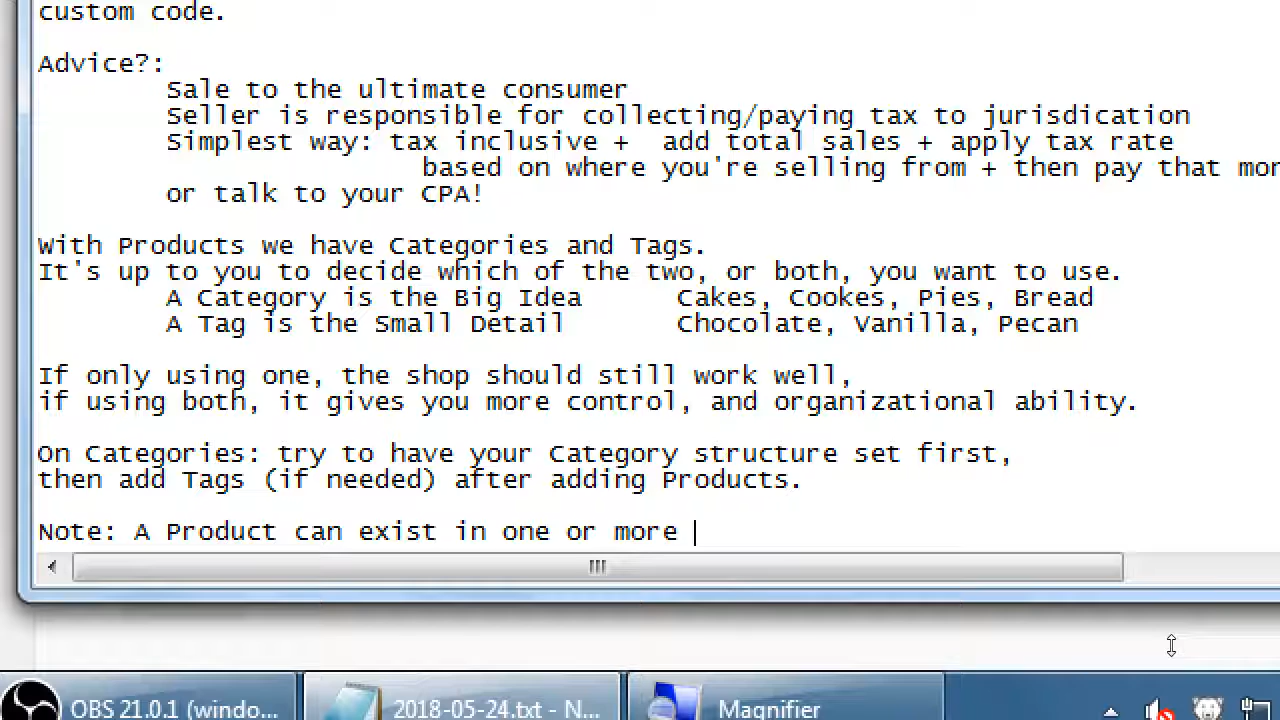 custom code.
Advice?:
Sale to the ultimate consumer
Seller is responsible for collecting/paying tax to jurisdication
Simplest way: tax inclusive + add total sales + apply tax rate
based on where you're selling from + then pay that mon
or talk to your CPA!
With Products we have Categories and Tags.
It's up to you to decide which of the two, or both, you want to use.
A Category is the Big Idea Cakes, Cookes, Pies, Bread
A Tag is the Small Detail Chocolate, Vanilla, Pecan
If only using one, the shop should still work well,
if using both, it gives you more control, and organizational ability.
On Categories: try to have your Category structure set first,
then add Tags (if needed) after adding Products.
Note: A Product can exist in one or more
OBS 21.0.1 (windo... 2018-05-24.txt - N... Magnifier